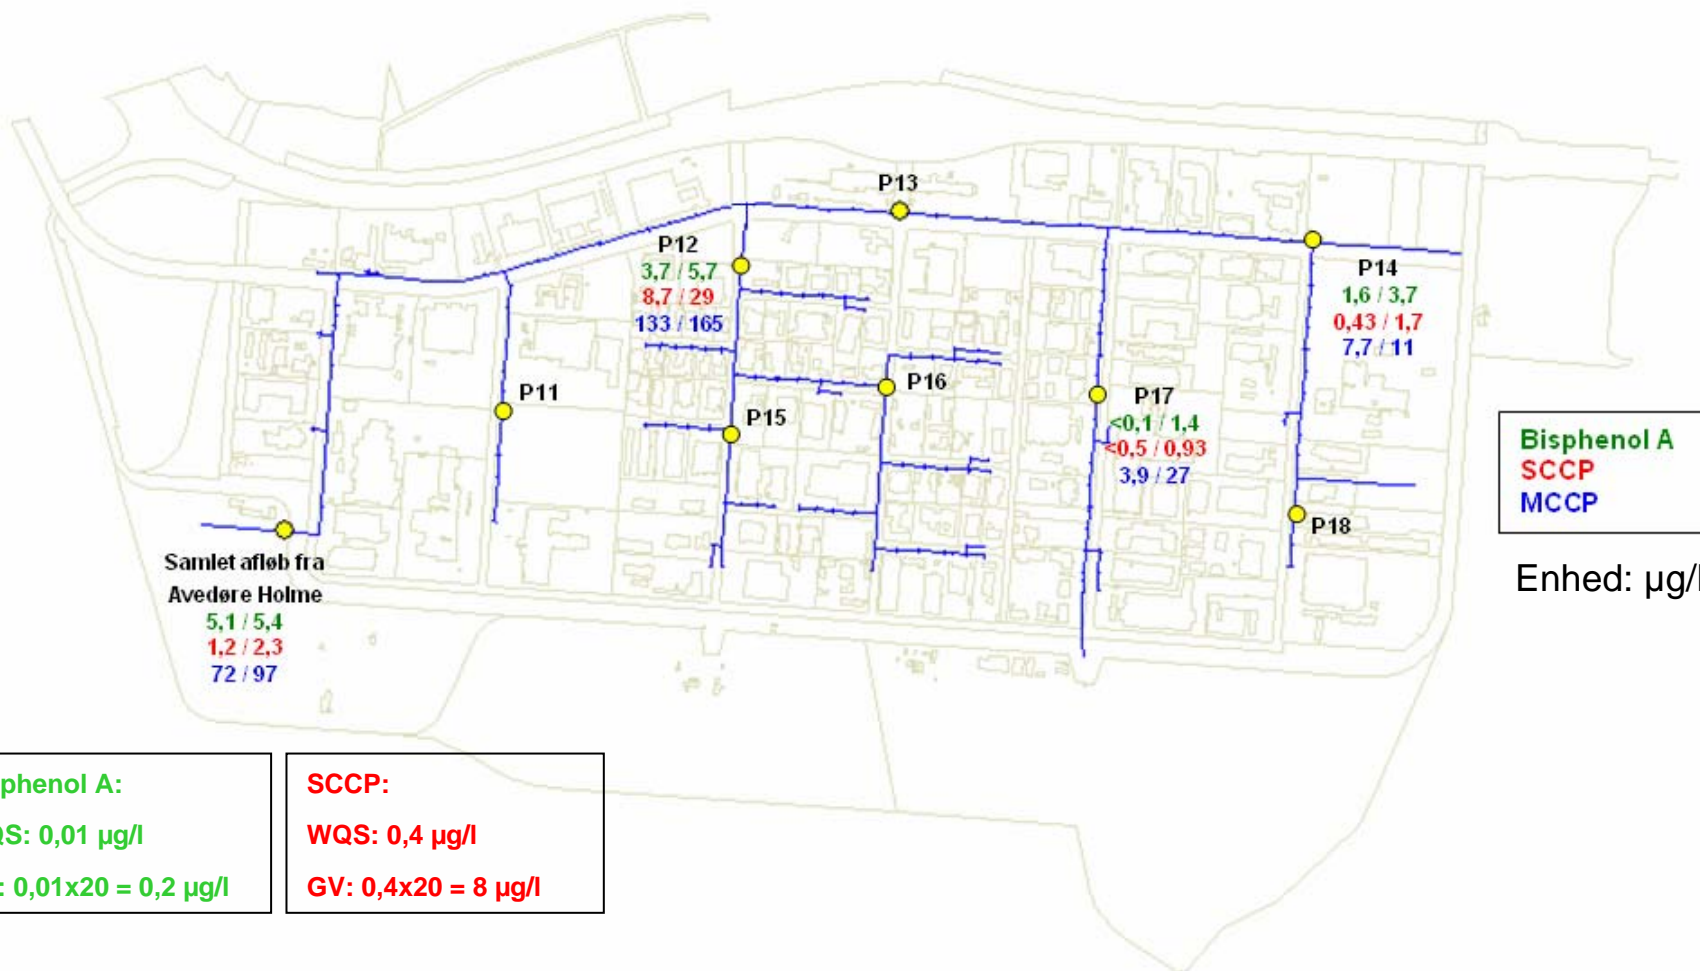 P13
P12
3,7 / 5,7
8,7 / 29
133 / 165
P14
1,6 / 3,7
0,43 / 1,7
7,7 / 11
P11
P16
P15
P17
<0,1 / 1,4
<0,5 / 0,93
3,9 / 27
P18
Bisphenol A
SCCP
MCCP
Enhed: µg/l
Samlet afløb fra
Avedøre Holme
5,1 / 5,4
1,2 / 2,3
72 / 97
phenol A:
QS: 0,01 µg/l
: 0,01x20 = 0,2 µg/l
SCCP:
WQS: 0,4 µg/l
GV: 0,4x20 = 8 µg/l